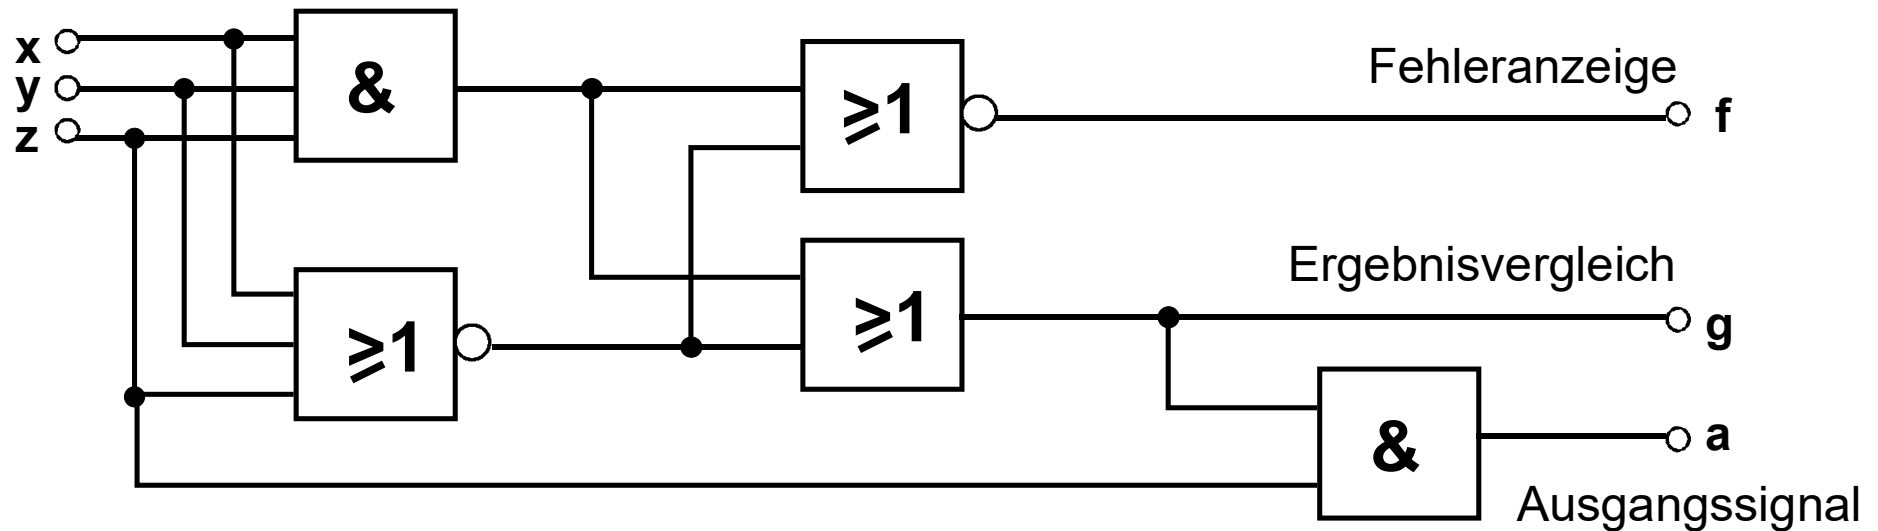 x
y
z
&
≥1
≥1
≥1
&
Fehleranzeige
f
Ergebnisvergleich
g
a
Ausgangssignal